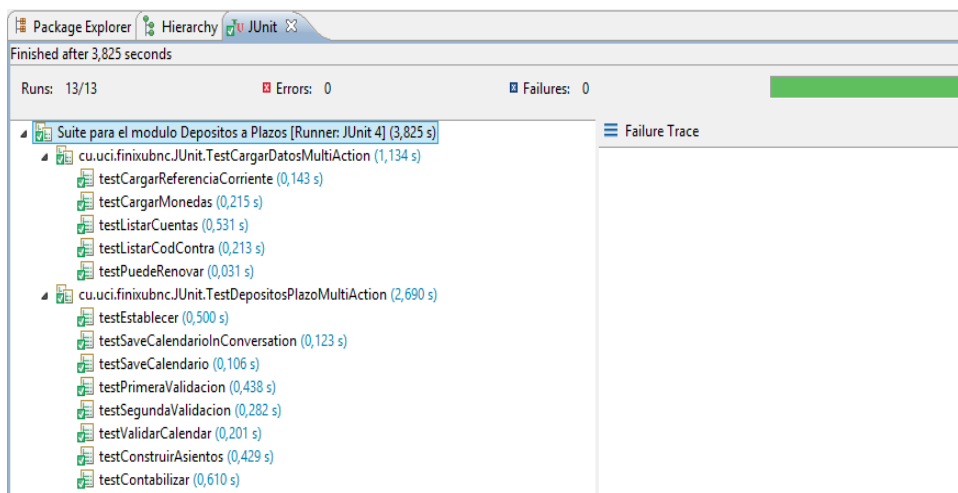 Package Explorer Hierarchy JUnit
Finished after 3,825 seconds
Runs: 13/13 Errors: 0 Failures: 0
Suite para el modulo Depositos a Plazos [Runner: JUnit 4] (3,825 s)
Failure Trace
cu.uci.finixubnc.JUnit.TestCargarDatosMultiAction (1,134 s)
testCargarReferenciaCorriente (0,143 s)
testCargarMonedas (0,215 s)
testListarCuentas (0,531 s)
testListarCodContra (0,213 s)
testPuedeRenovar (0,031 s)
cu.uci.finixubnc.JUnit.TestDepositosPlazoMultiAction (2,690 s)
testEstablecer (0,500 s)
testSaveCalendarioInConversation (0,123 s)
testSaveCalendario (0,106 s)
testPrimeraValidacion (0,438 s)
testSegundaValidacion (0,282 s)
testValidarCalendar (0,201 s)
testConstruirAsientos (0,429 s)
testContabilizar (0,610 s)